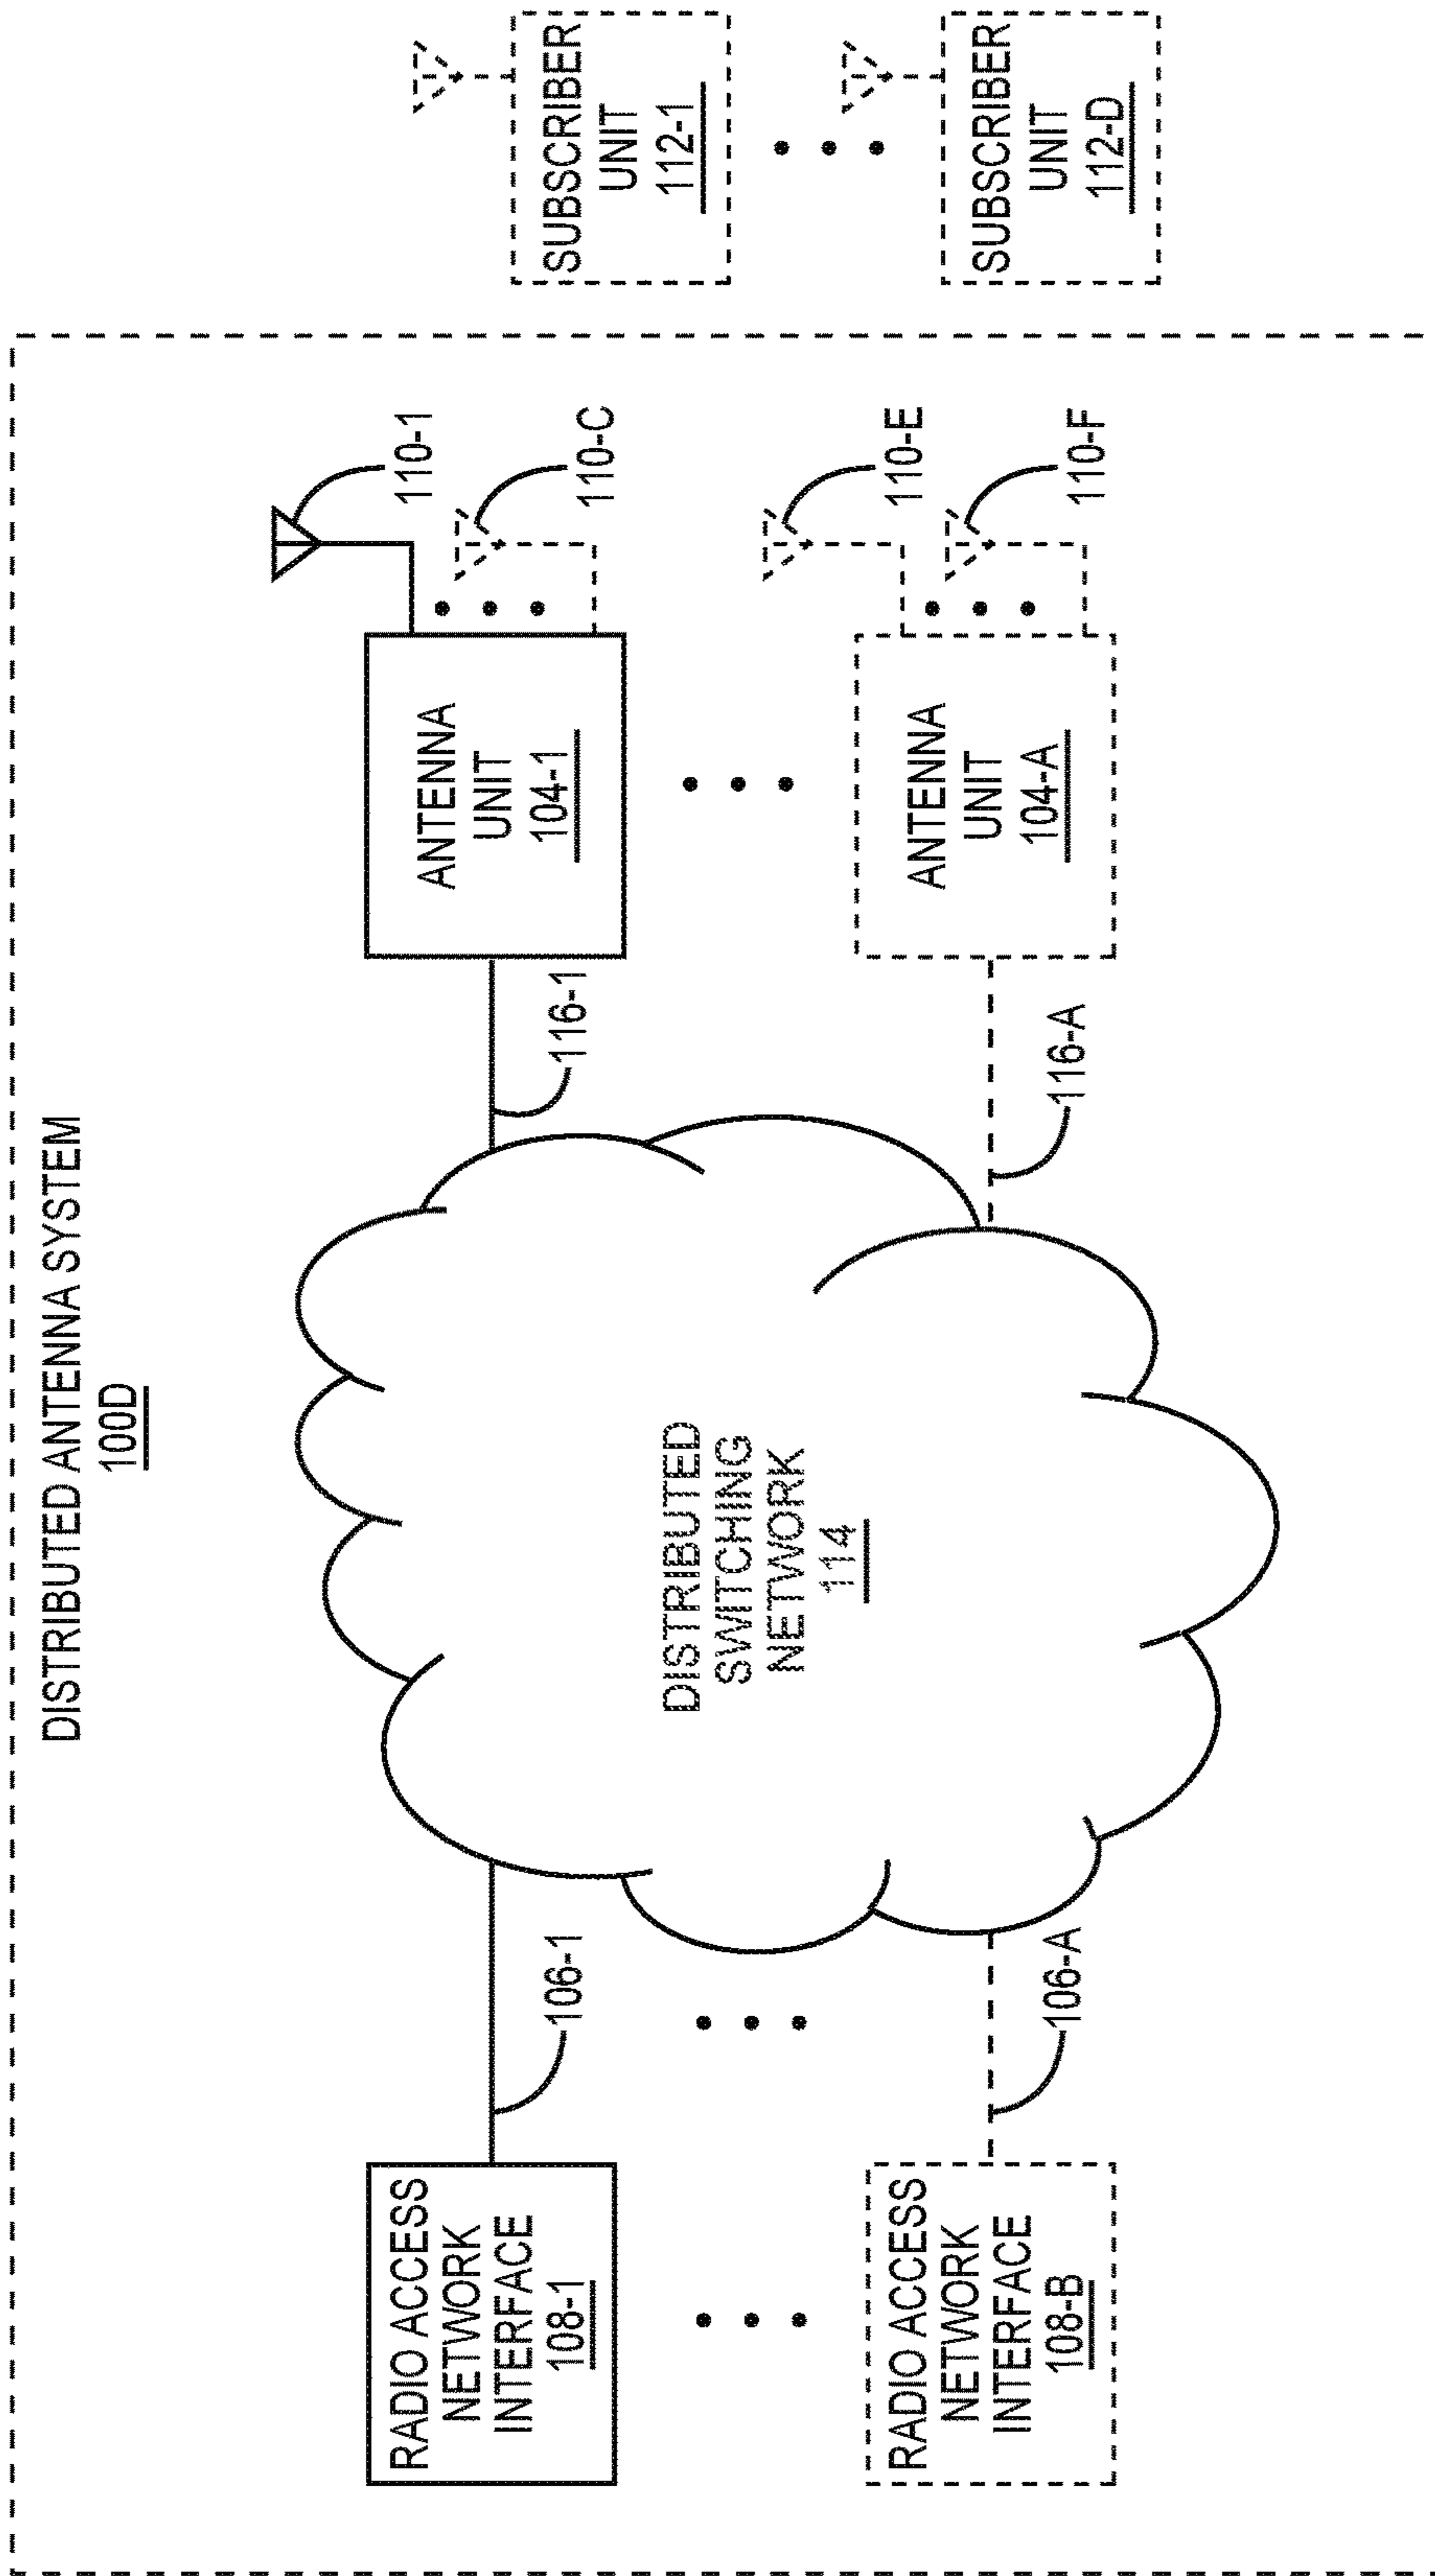 DISTRIBUTED ANTENNA SYSTEM
100D
RADIO ACCESS
NETWORK
INTERFACE
108-1
106-1
DISTRIBUTED
SWITCHING
NETWORK
114
116-1
ANTENNA
UNIT
104-1
110-1
110-C
SUBSCRIBER
UNIT
112-1
RADIO ACCESS
NETWORK
INTERFACE
108-B
106-A
116-A
ANTENNA
UNIT
104-A
110-E
110-F
SUBSCRIBER
UNIT
112-D